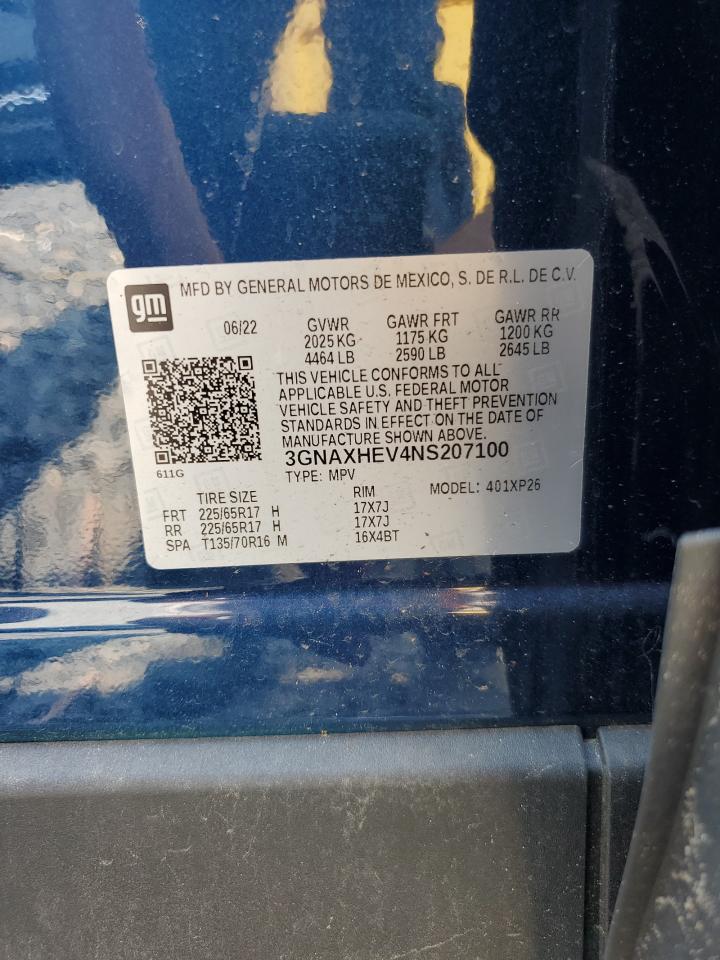 gm
MFD BY GENERAL MOTORS DE MEXICO, S. DE R.L. DE C.V.
06/22 GVWR GAWR FRT GAWR RR
2025 KG 1175 KG 1200 KG
4464 LB 2590 LB 2645 LB
THIS VEHICLE CONFORMS TO ALL
APPLICABLE U.S. FEDERAL MOTOR
VEHICLE SAFETY AND THEFT PREVENTION
STANDARDS IN EFFECT ON THE DATE OF
MANUFACTURE SHOWN ABOVE.
3GNAXHEV4NS207100
611G
TYPE: MPV
MODEL: 401XP26
TIRE SIZE RIM
FRT 225/65R17 H 17X7J
RR 225/65R17 H 17X7J
SPA T135/70R16 M 16X4BT